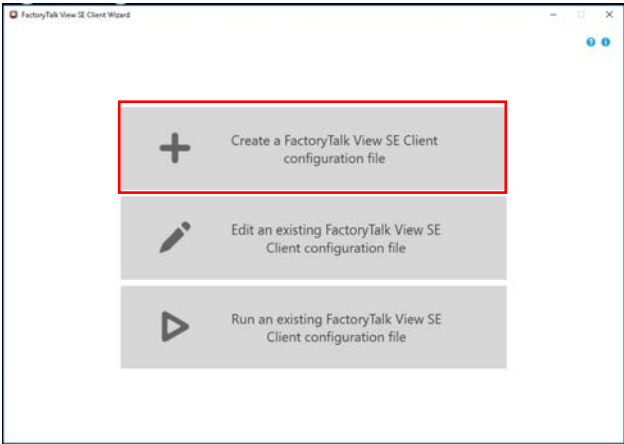 FactoryTalk View SE Client Wizard
Create a FactoryTalk View SE Client
configuration file
Edit an existing FactoryTalk View SE
Client configuration file
Run an existing FactoryTalk View SE
Client configuration file